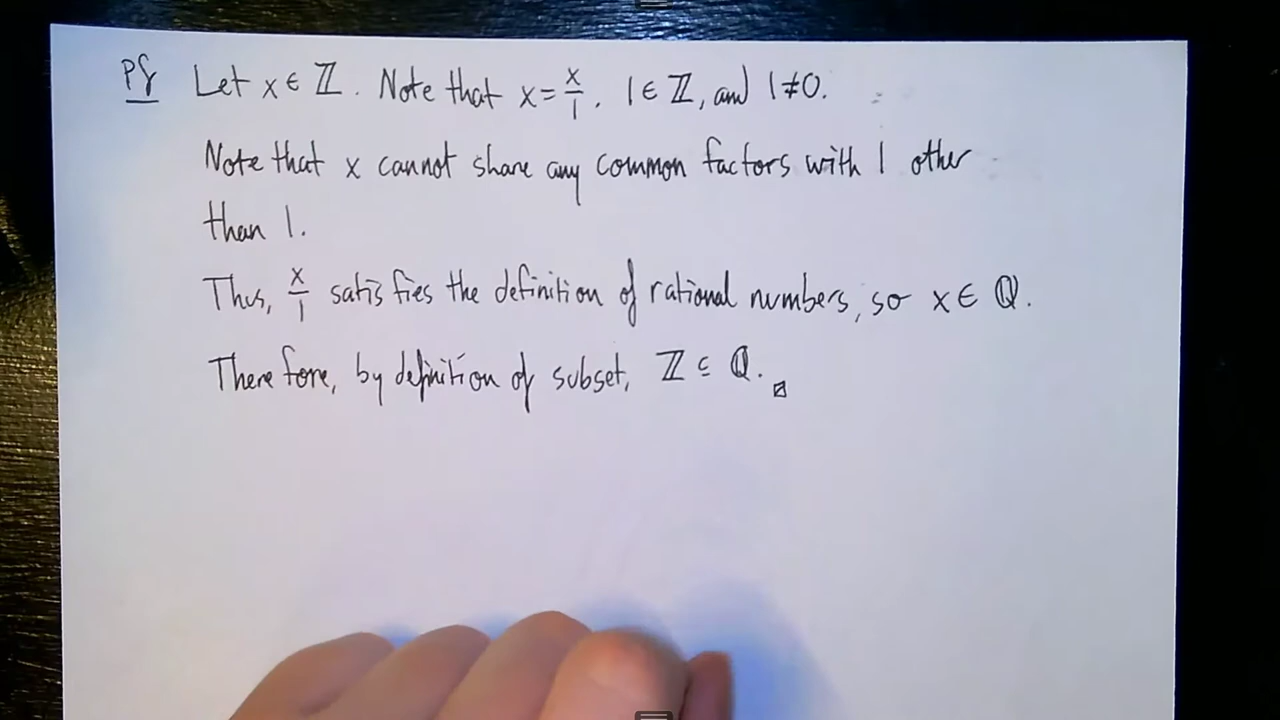 Pf Let x ∈ ℤ. Note that x = x/1, 1 ∈ ℤ, and 1 ≠ 0.
Note that x cannot share any common factors with 1 other
than 1.
Thus, x/1 satisfies the definition of rational numbers, so x ∈ ℚ.
Therefore, by definition of subset, ℤ ⊆ ℚ.